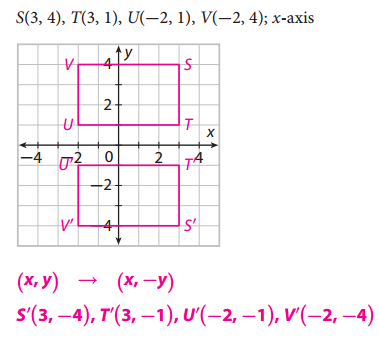 S(3, 4), T(3, 1), U(−2, 1), V(−2, 4); x-axis
y
V 4 S
2
U T
x
−4 −2 0 2 4
U′ T′
−2
V′ −4 S′
(x, y) → (x, −y)
S′(3, −4), T′(3, −1), U′(−2, −1), V′(−2, −4)